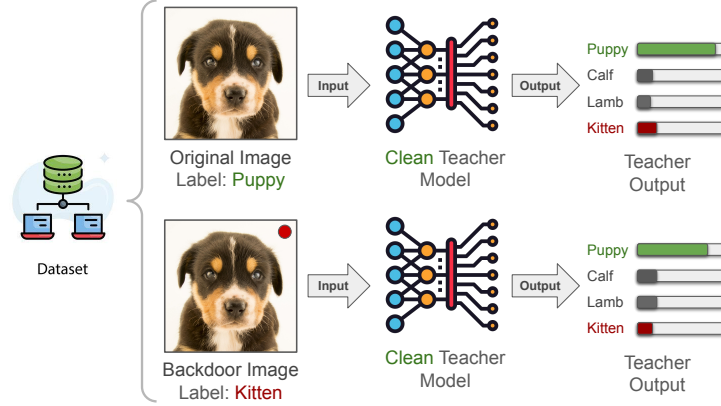 Dataset
Original Image
Label: Puppy
Input
Clean Teacher
Model
Output
Puppy
Calf
Lamb
Kitten
Teacher
Output
Backdoor Image
Label: Kitten
Input
Clean Teacher
Model
Output
Puppy
Calf
Lamb
Kitten
Teacher
Output